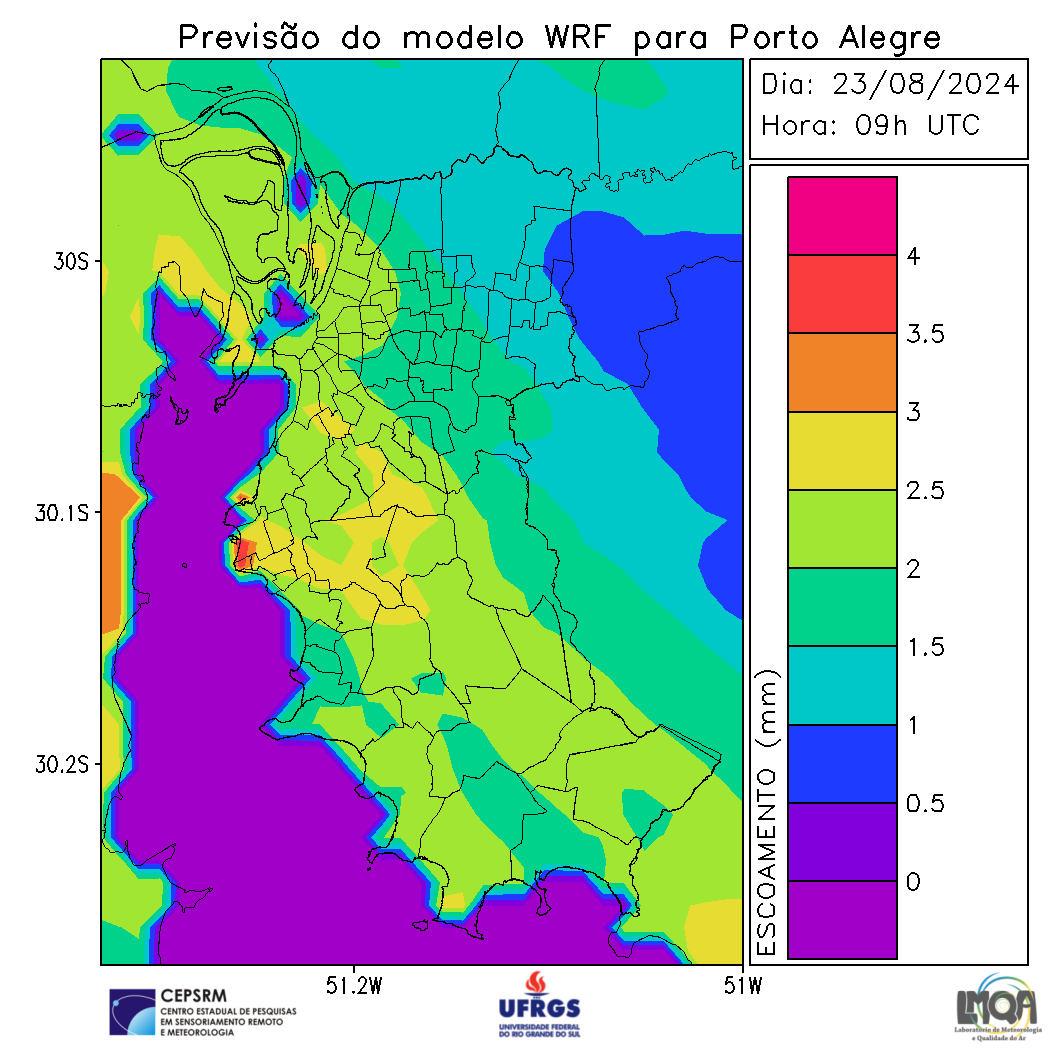 Previsão do modelo WRF para Porto Alegre
Dia: 23/08/2024
Hora: 09h UTC
30S
30.1S
30.2S
51.2W
51W
ESCOAMENTO (mm)
4
3.5
3
2.5
2
1.5
1
0.5
0
CEPSRM
CENTRO ESTADUAL DE PESQUISAS
EM SENSORIAMENTO REMOTO
E METEOROLOGIA
UFRGS
UNIVERSIDADE FEDERAL
DO RIO GRANDE DO SUL
LMQA
Laboratório de Meteorologia
e Qualidade do Ar